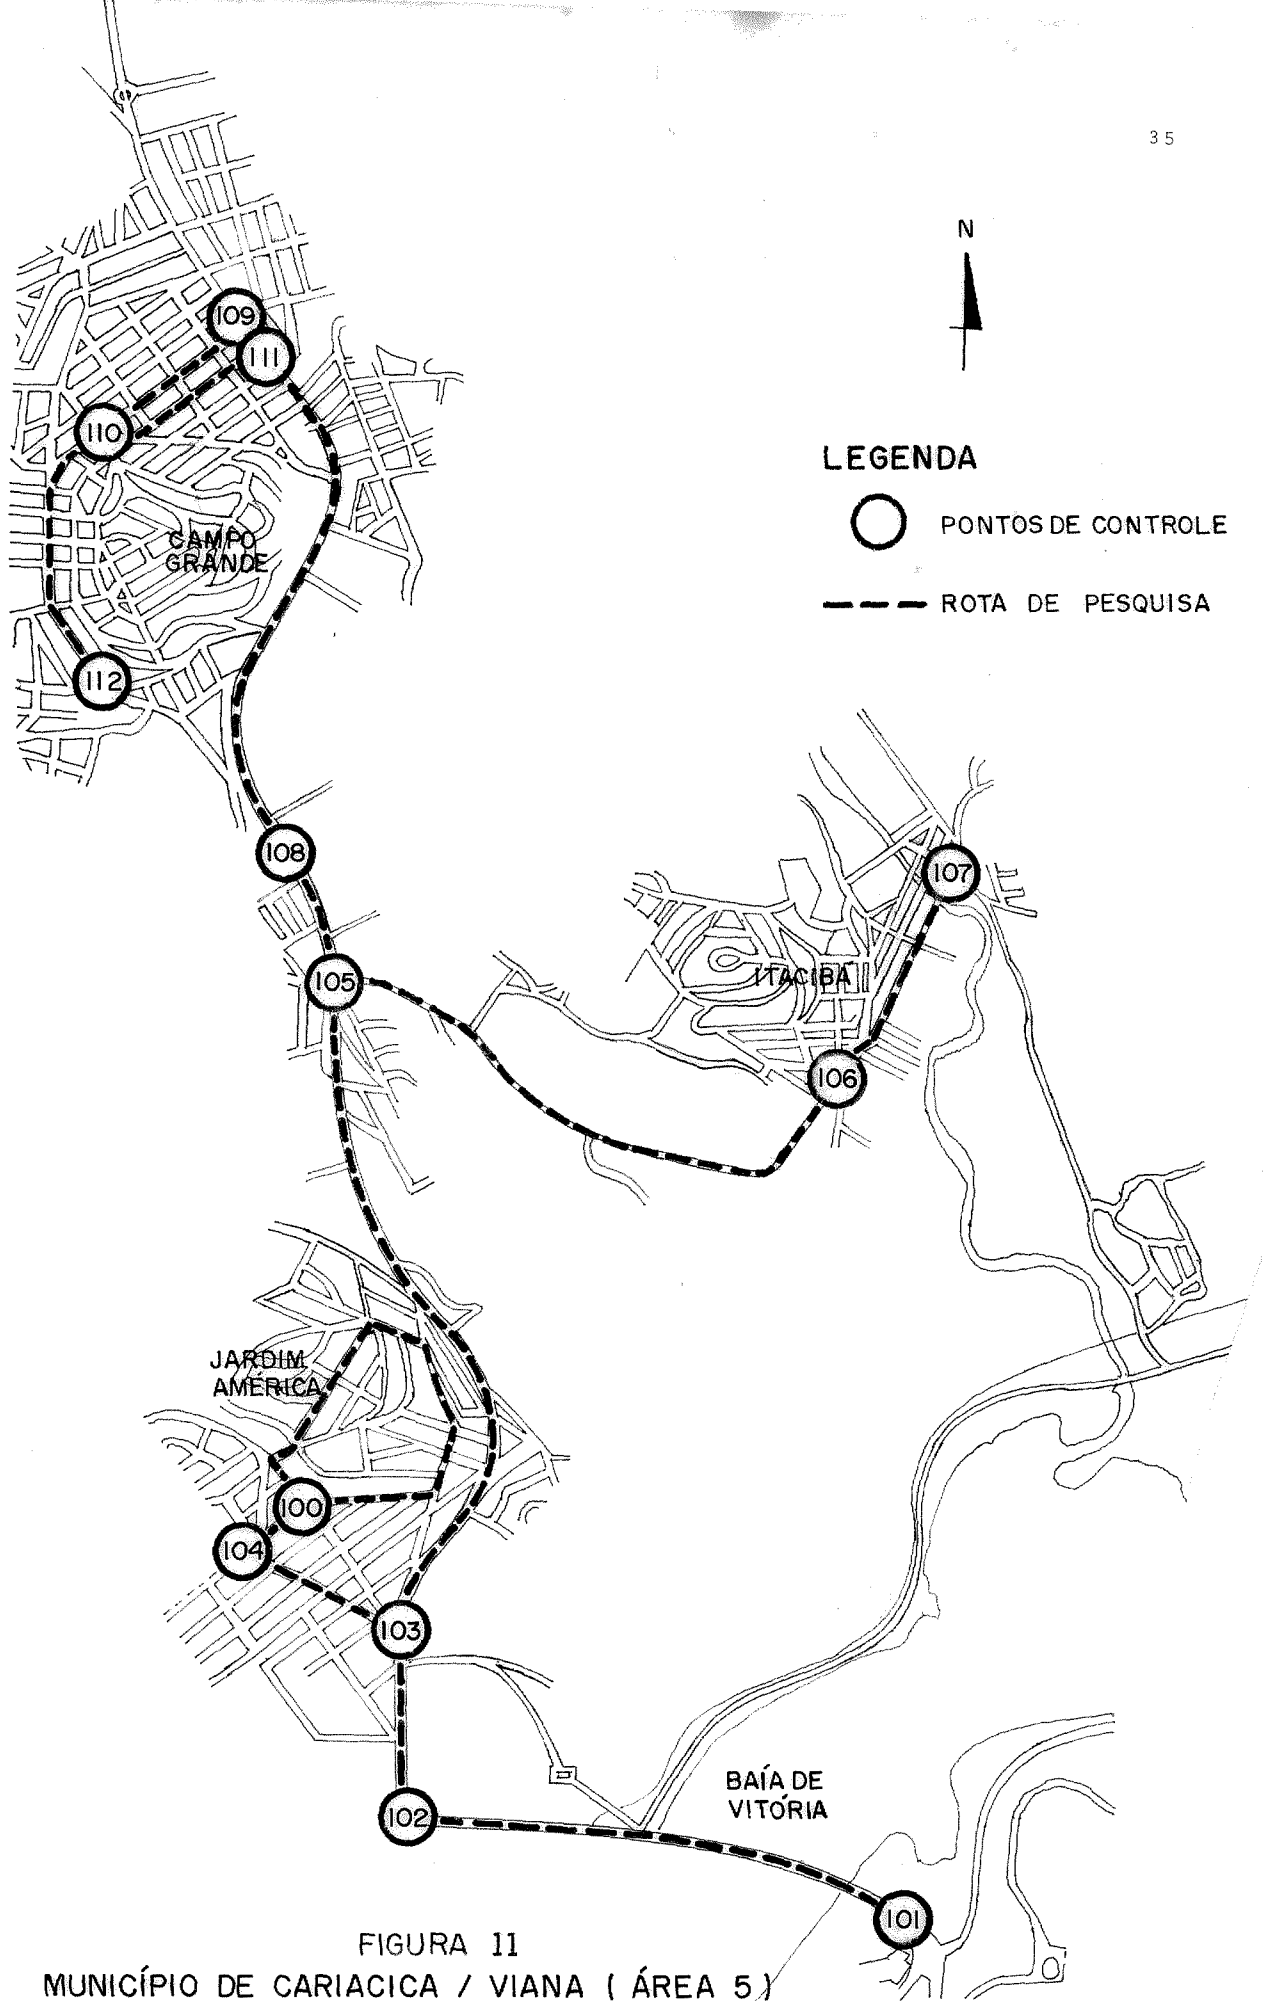 35
N
109
111
110
LEGENDA
PONTOS DE CONTROLE
CAMPO
GRANDE
ROTA DE PESQUISA
112
108
107
105
ITACIBÁ
106
JARDIM
AMÉRICA
100
104
103
BAÍA DE
VITÓRIA
102
101
FIGURA 11
MUNICÍPIO DE CARIACICA / VIANA ( ÁREA 5 )